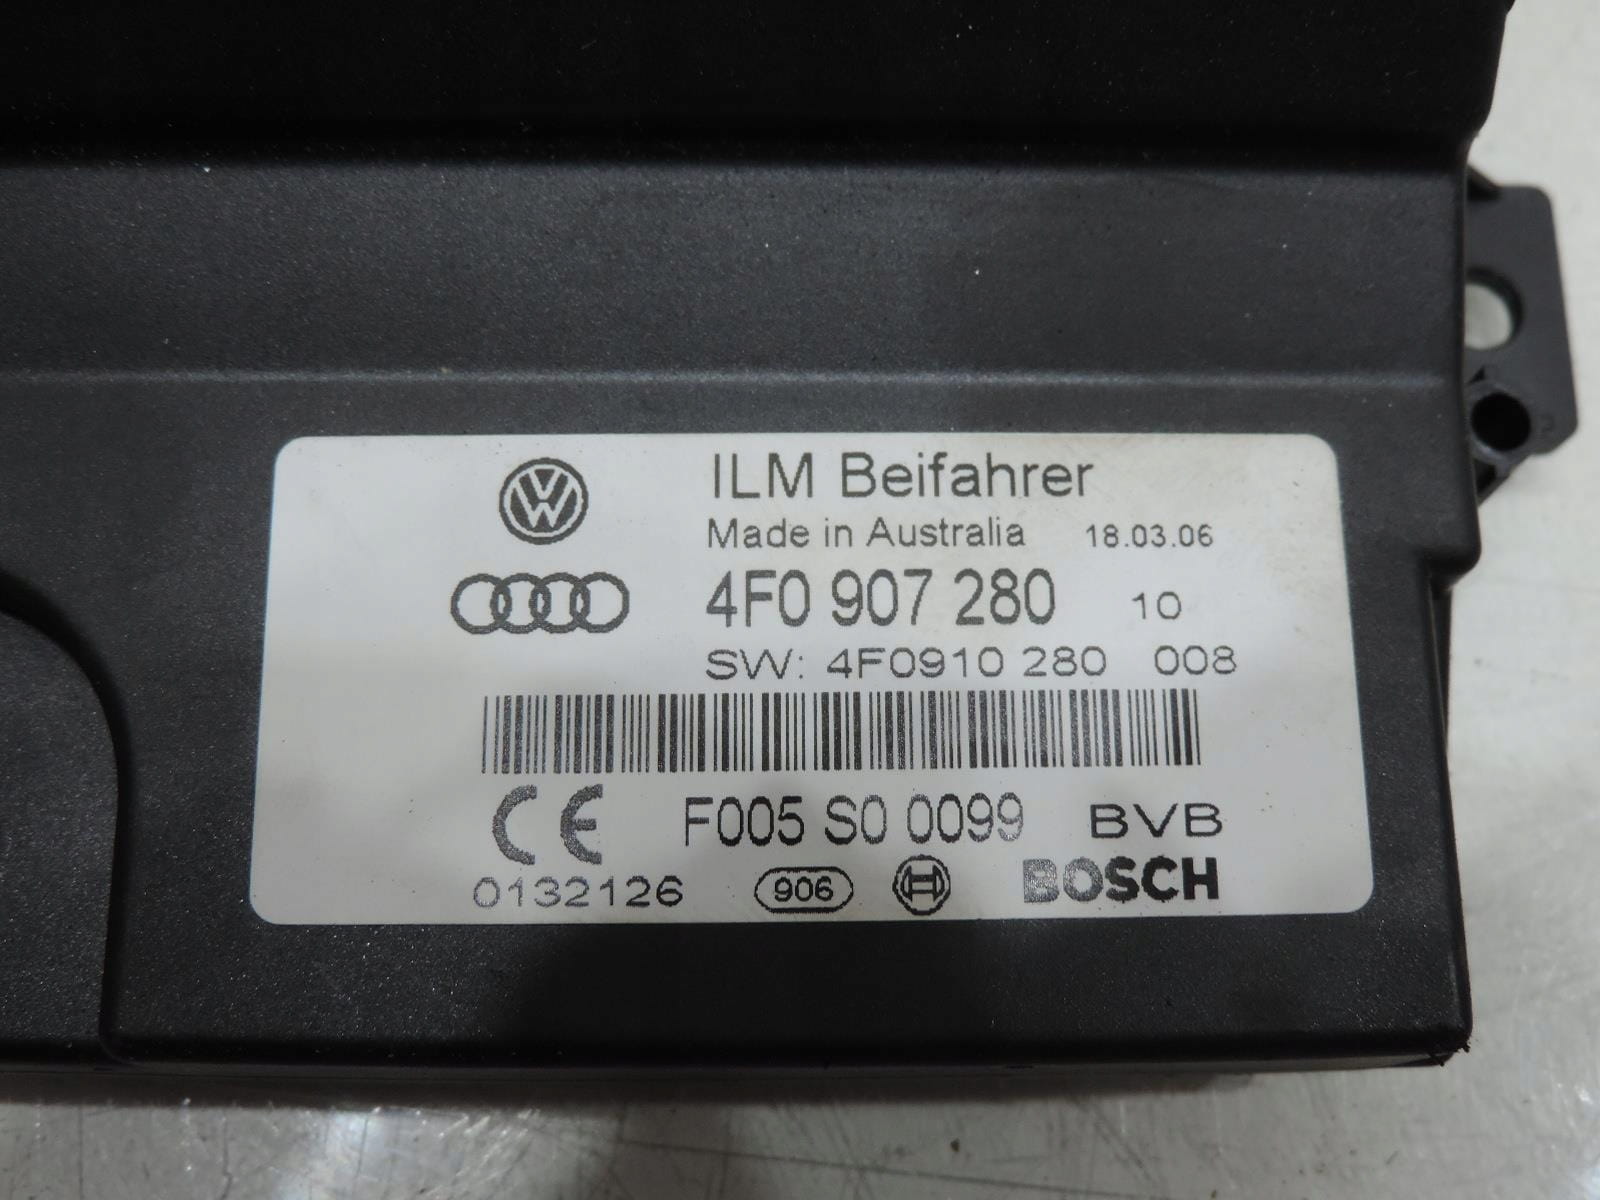 ILM Beifahrer
Made in Australia 18.03.06
4F0 907 280 10
SW: 4F0910 280 008
CE F005 S0 0099 BVB
0132126 906 BOSCH